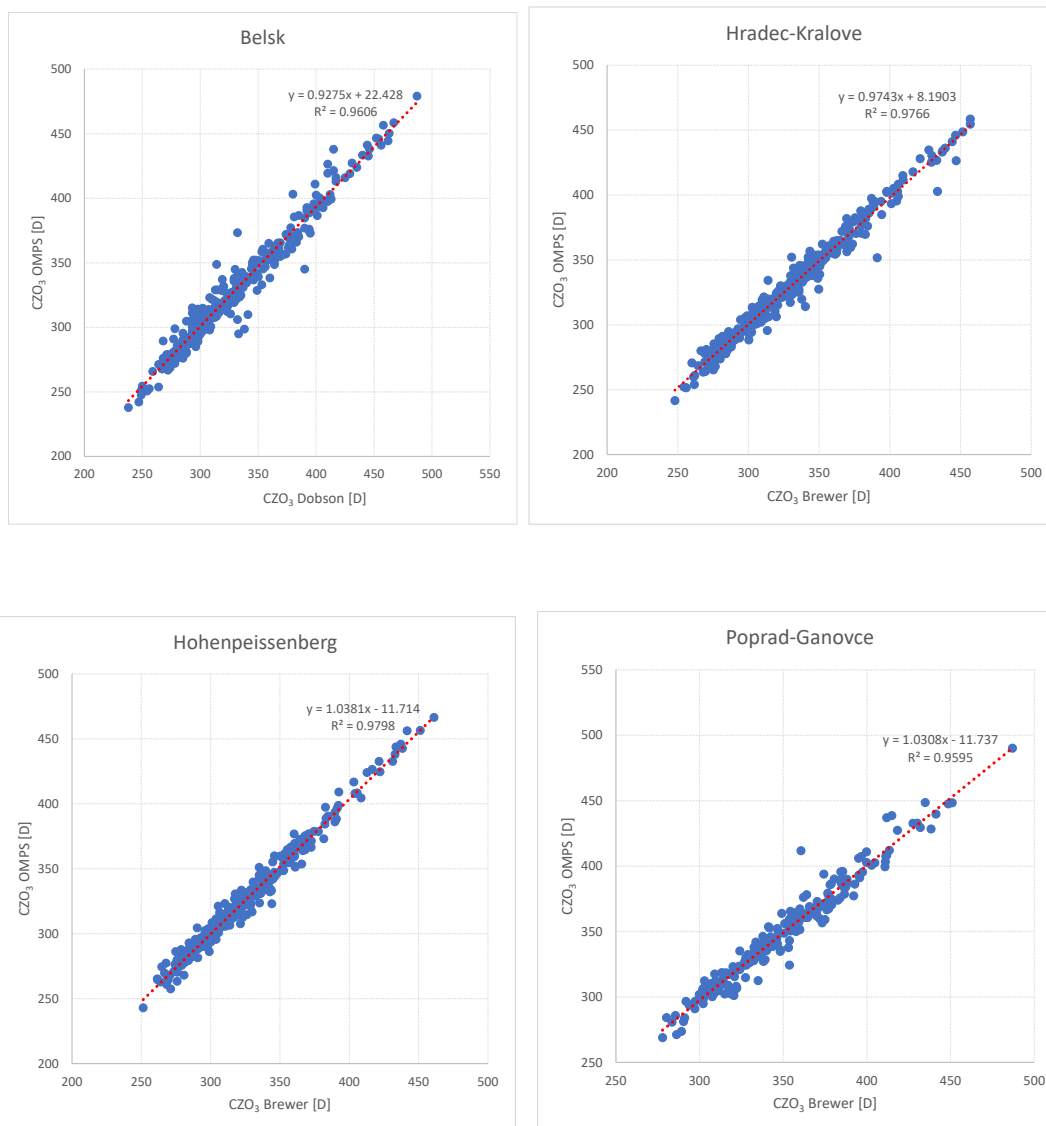 Belsk
500
450
400
350
300
250
200
200
250
300
350
400
450
500
550
CZO₃ OMPS [D]
CZO₃ Dobson [D]
y = 0.9275x + 22.428
R² = 0.9606
Hradec-Kralove
500
450
400
350
300
250
200
200
250
300
350
400
450
500
CZO₃ OMPS [D]
CZO₃ Brewer [D]
y = 0.9743x + 8.1903
R² = 0.9766
Hohenpeissenberg
500
450
400
350
300
250
200
200
250
300
350
400
450
500
CZO₃ OMPS [D]
CZO₃ Brewer [D]
y = 1.0381x - 11.714
R² = 0.9798
Poprad-Ganovce
550
500
450
400
350
300
250
250
300
350
400
450
500
CZO₃ OMPS [D]
CZO₃ Brewer [D]
y = 1.0308x - 11.737
R² = 0.9595